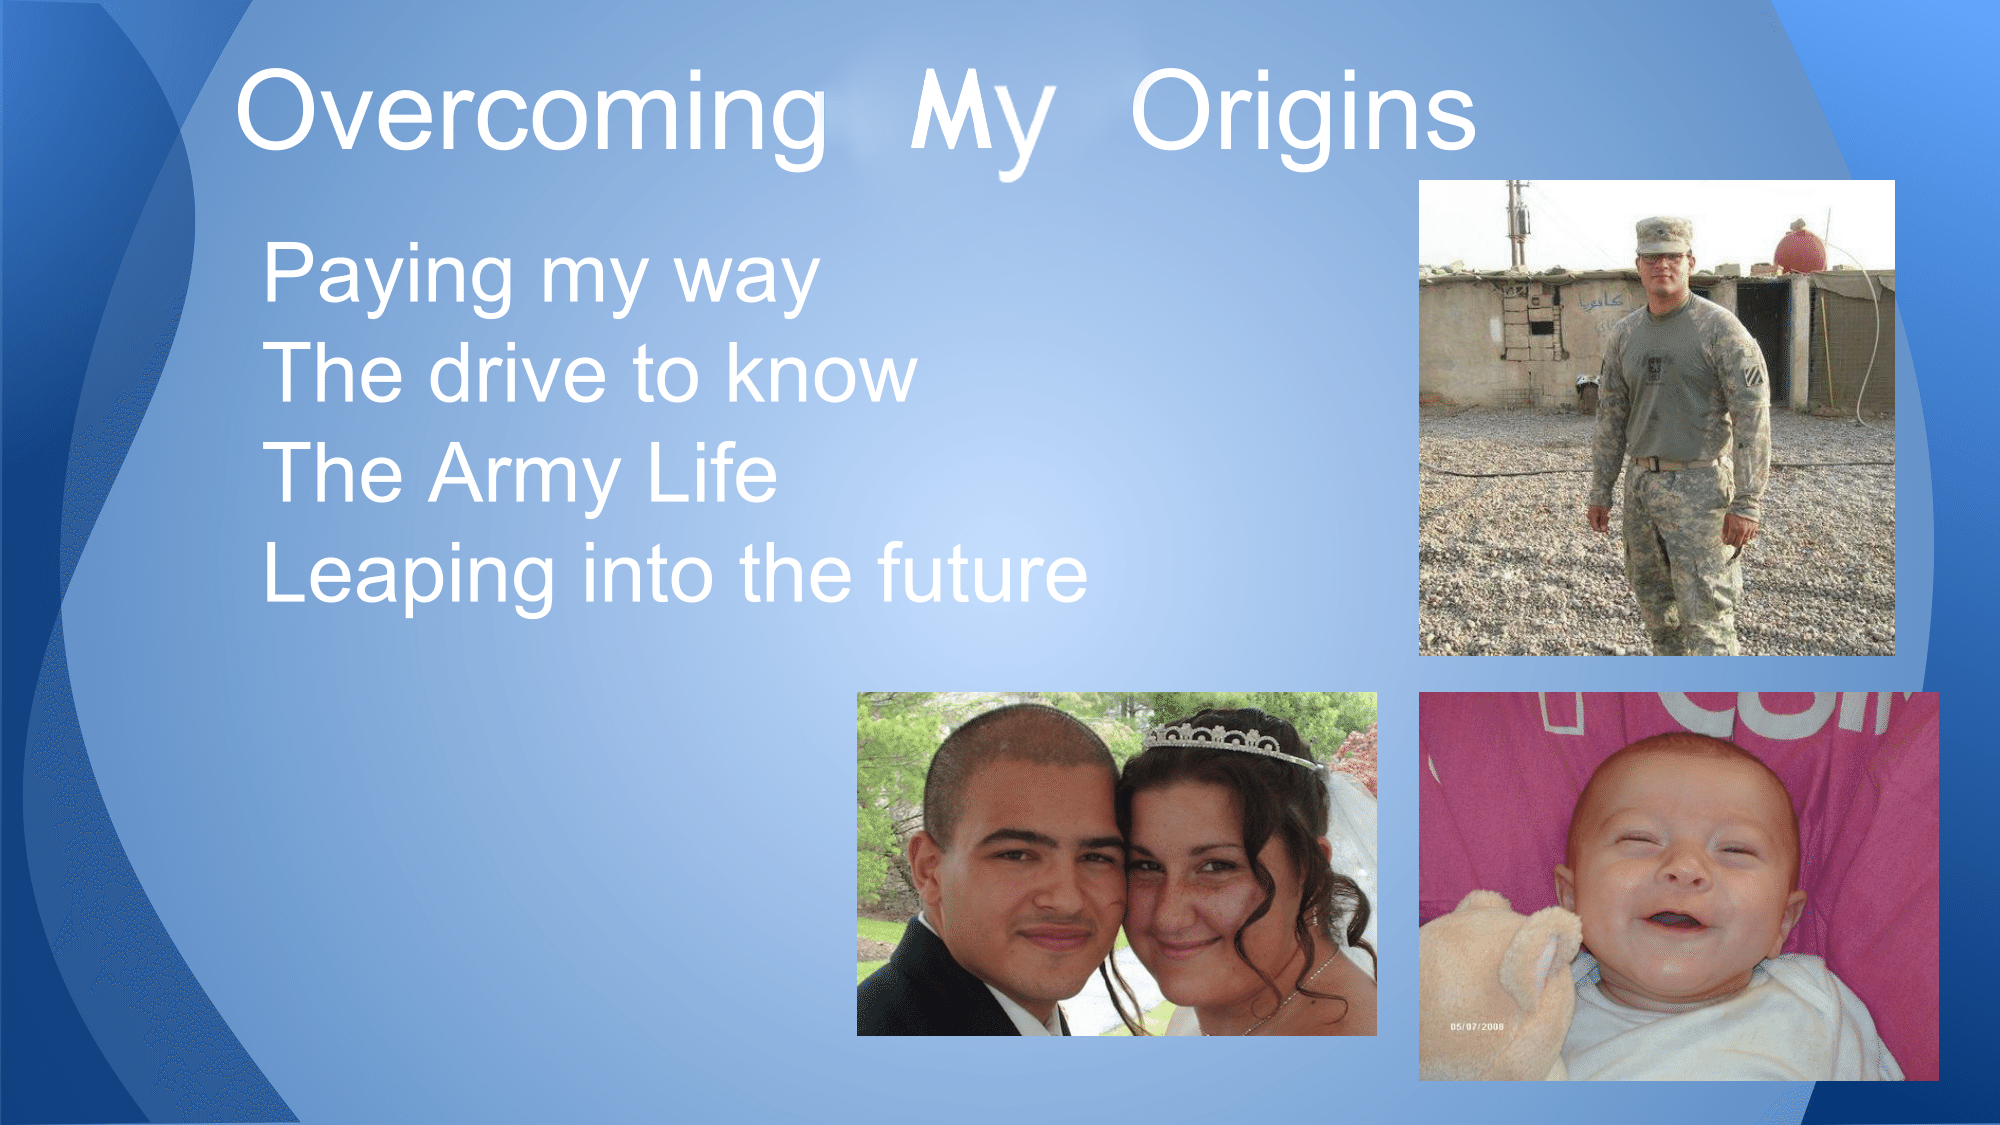 Overcoming My Origins
Paying my way
The drive to know
The Army Life
Leaping into the future
05/07/2008